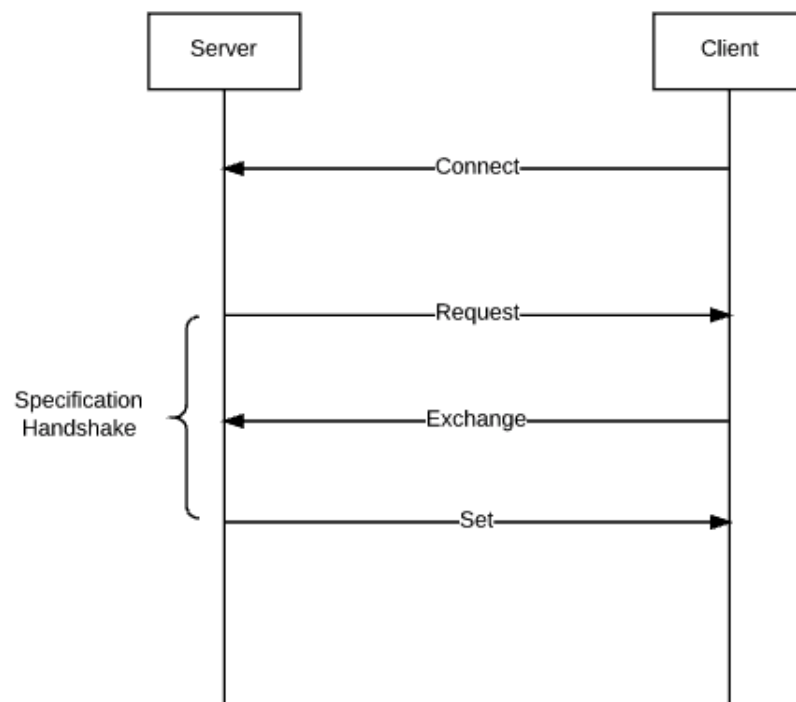 Server
Client
Connect
Request
Specification
Handshake
Exchange
Set